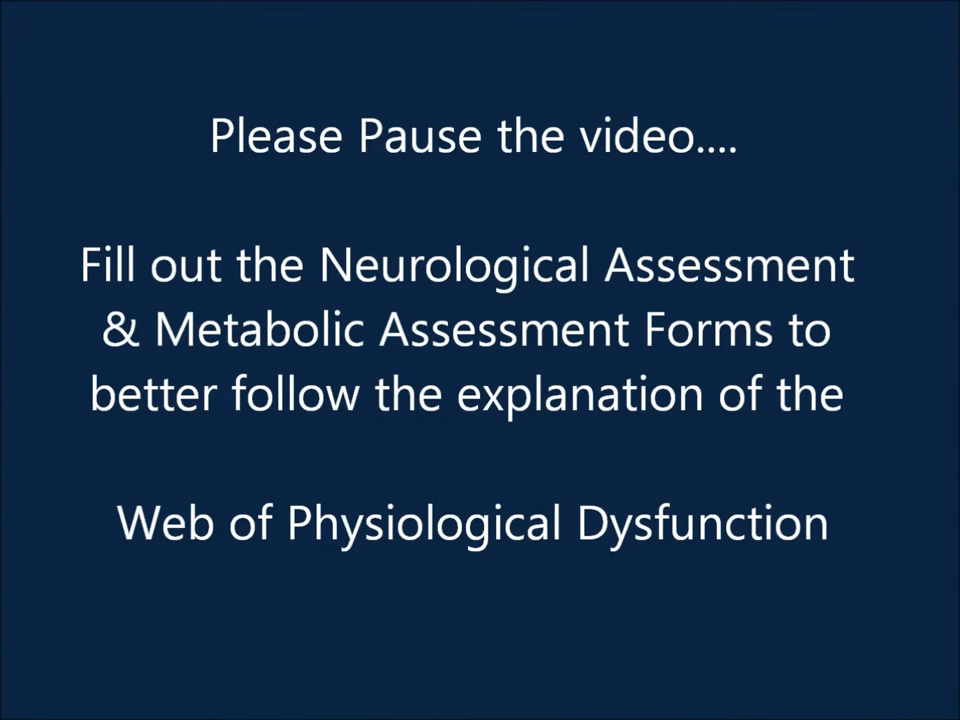 Please Pause the video....
Fill out the Neurological Assessment
& Metabolic Assessment Forms to
better follow the explanation of the
Web of Physiological Dysfunction